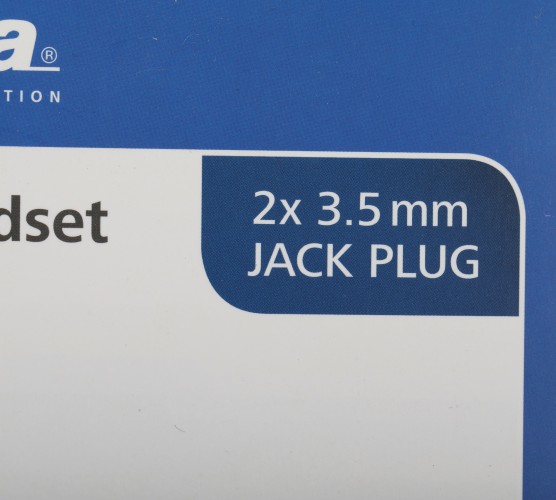 a®
TION
dset
2x 3.5 mm
JACK PLUG